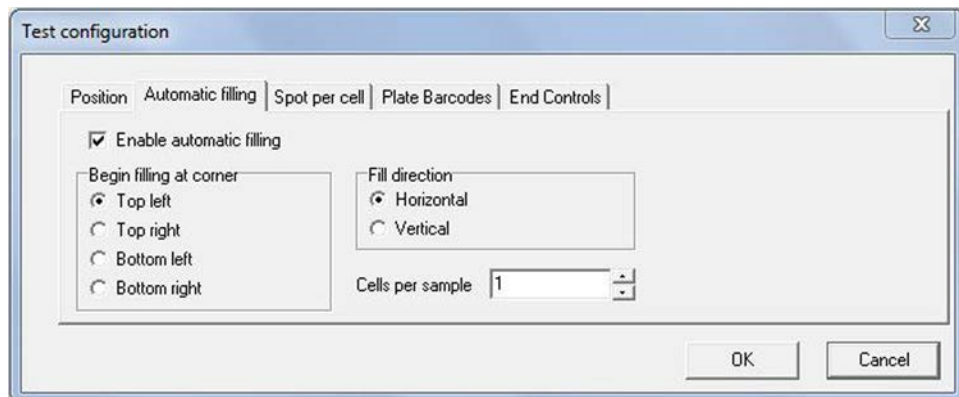 Test configuration
Position Automatic filling Spot per cell Plate Barcodes End Controls
Enable automatic filling
Begin filling at corner
Top left
Top right
Bottom left
Bottom right
Fill direction
Horizontal
Vertical
Cells per sample 1
OK Cancel